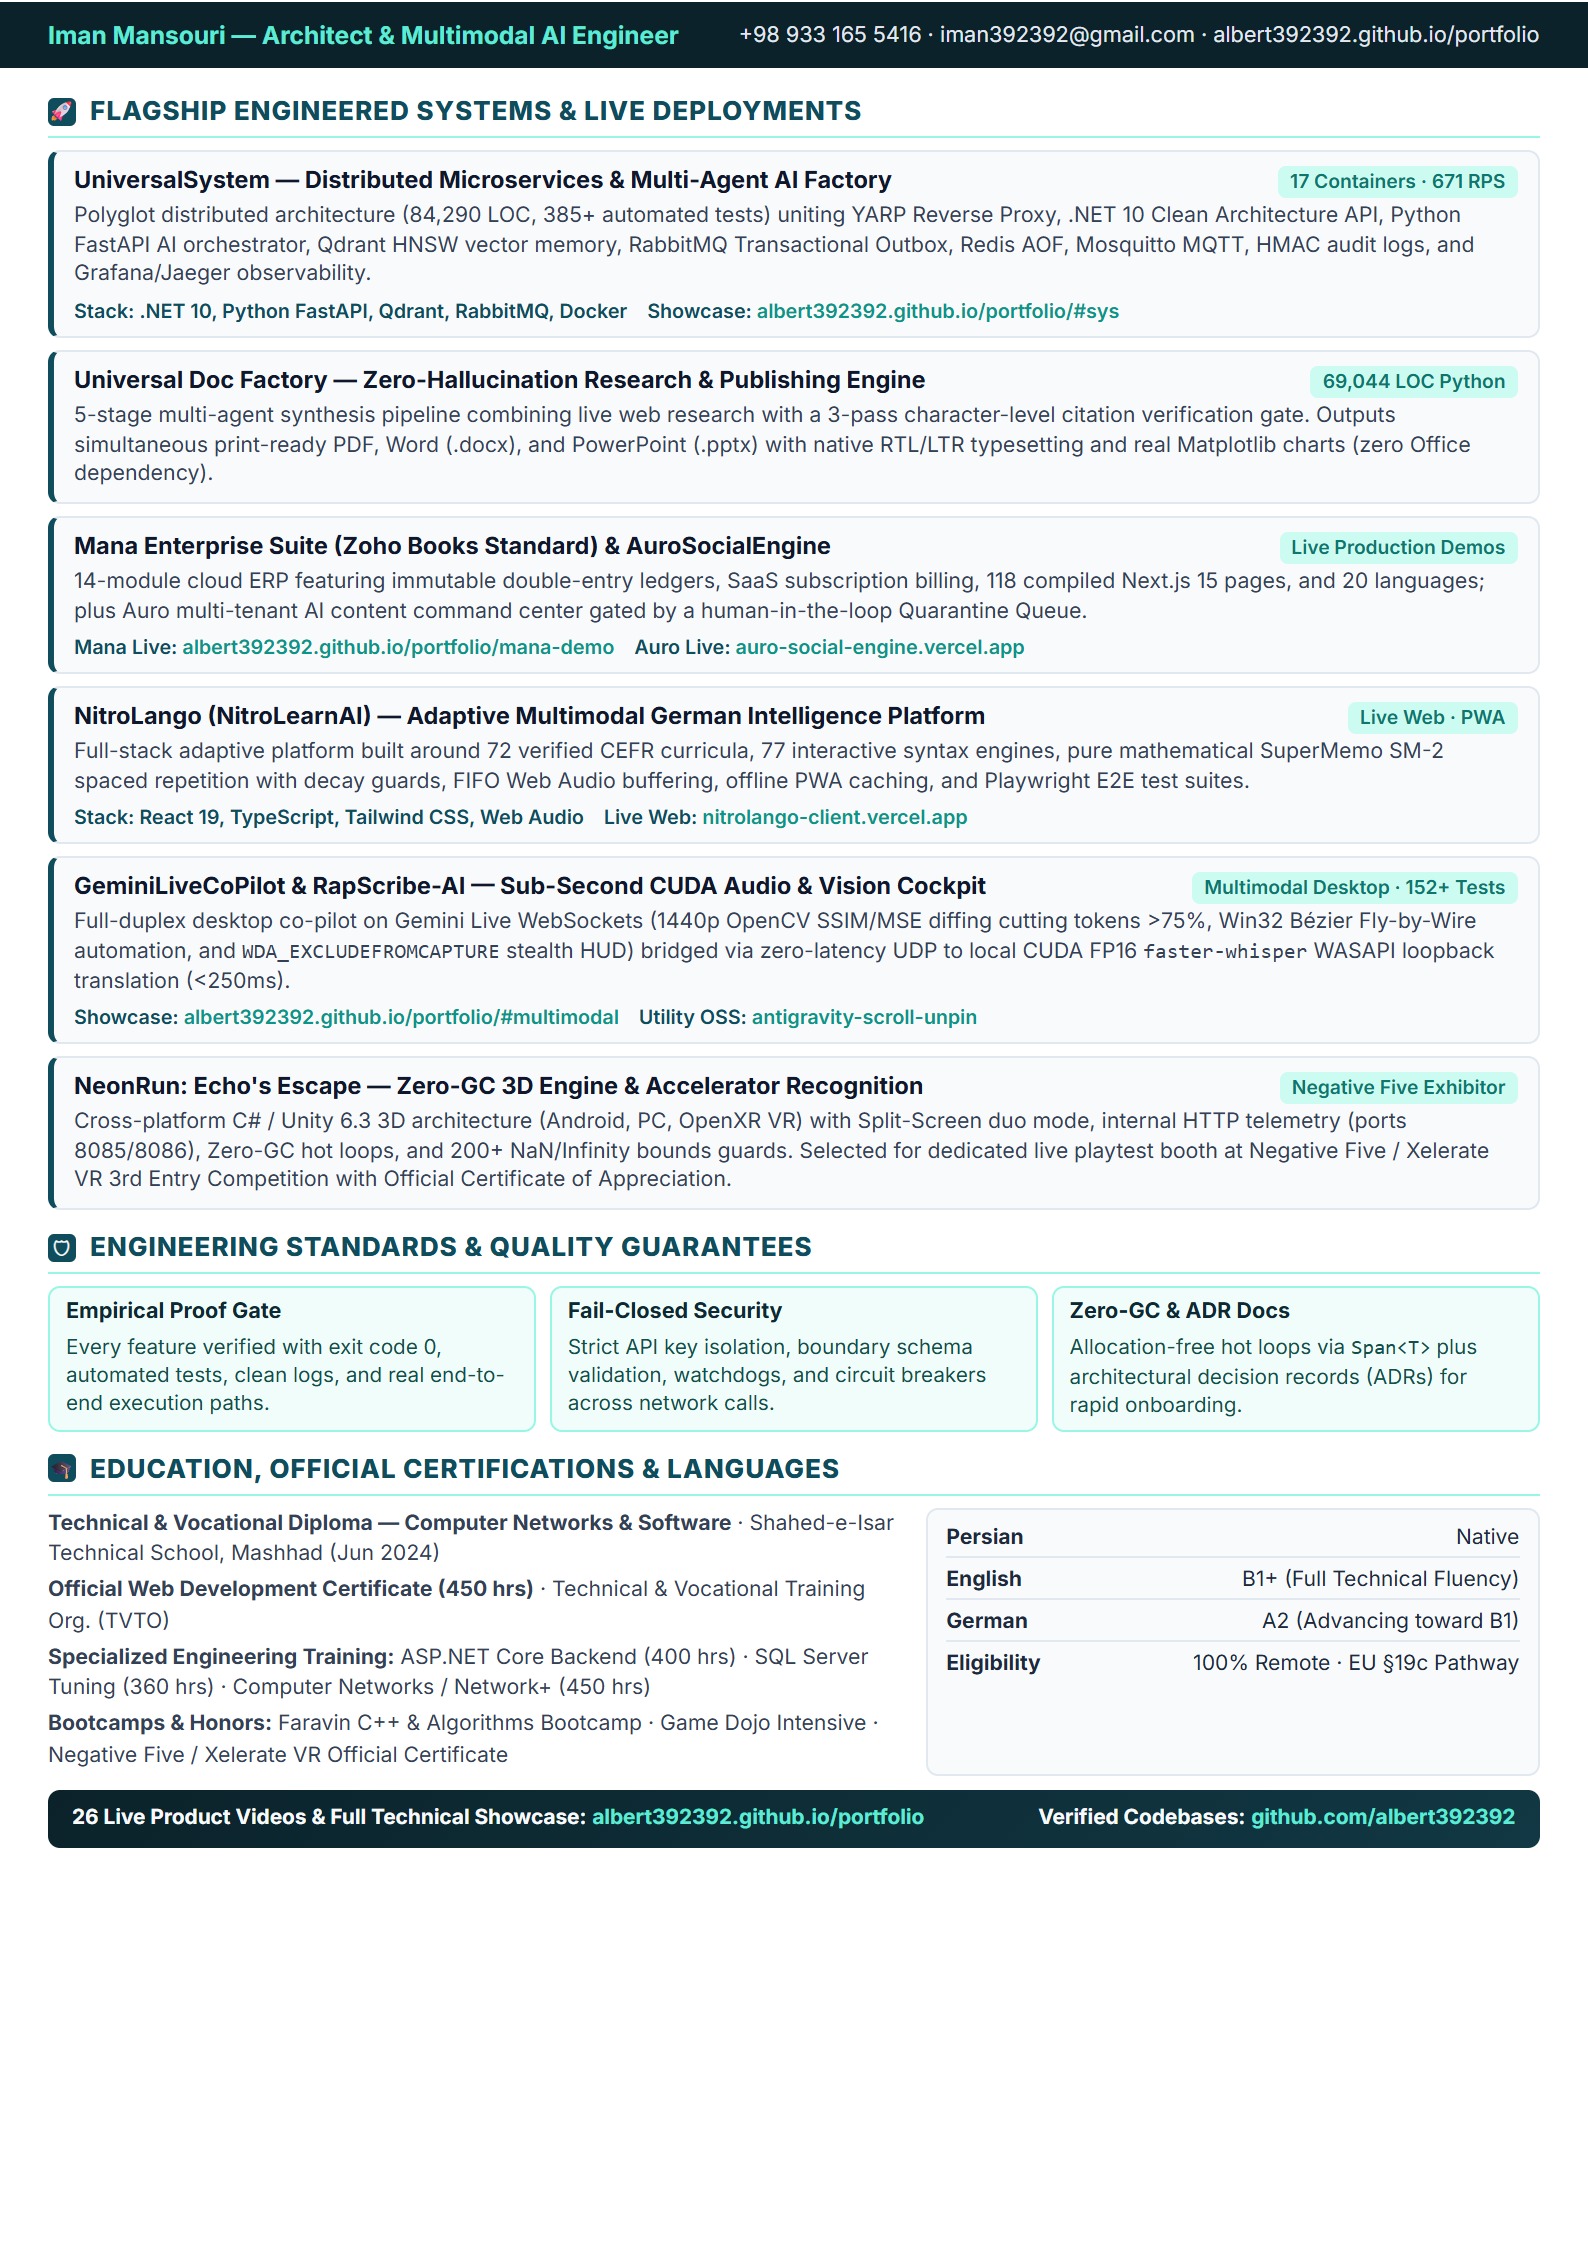 Iman Mansouri — Architect & Multimodal AI Engineer
+98 933 165 5416 · iman392392@gmail.com · albert392392.github.io/portfolio
FLAGSHIP ENGINEERED SYSTEMS & LIVE DEPLOYMENTS
UniversalSystem — Distributed Microservices & Multi-Agent AI Factory
17 Containers · 671 RPS
Polyglot distributed architecture (84,290 LOC, 385+ automated tests) uniting YARP Reverse Proxy, .NET 10 Clean Architecture API, Python
FastAPI AI orchestrator, Qdrant HNSW vector memory, RabbitMQ Transactional Outbox, Redis AOF, Mosquitto MQTT, HMAC audit logs, and
Grafana/Jaeger observability.
Stack: .NET 10, Python FastAPI, Qdrant, RabbitMQ, Docker Showcase: albert392392.github.io/portfolio/#sys
Universal Doc Factory — Zero-Hallucination Research & Publishing Engine
69,044 LOC Python
5-stage multi-agent synthesis pipeline combining live web research with a 3-pass character-level citation verification gate. Outputs
simultaneous print-ready PDF, Word (.docx), and PowerPoint (.pptx) with native RTL/LTR typesetting and real Matplotlib charts (zero Office
dependency).
Mana Enterprise Suite (Zoho Books Standard) & AuroSocialEngine
Live Production Demos
14-module cloud ERP featuring immutable double-entry ledgers, SaaS subscription billing, 118 compiled Next.js 15 pages, and 20 languages;
plus Auro multi-tenant AI content command center gated by a human-in-the-loop Quarantine Queue.
Mana Live: albert392392.github.io/portfolio/mana-demo Auro Live: auro-social-engine.vercel.app
NitroLango (NitroLearnAI) — Adaptive Multimodal German Intelligence Platform
Live Web · PWA
Full-stack adaptive platform built around 72 verified CEFR curricula, 77 interactive syntax engines, pure mathematical SuperMemo SM-2
spaced repetition with decay guards, FIFO Web Audio buffering, offline PWA caching, and Playwright E2E test suites.
Stack: React 19, TypeScript, Tailwind CSS, Web Audio Live Web: nitrolango-client.vercel.app
GeminiLiveCoPilot & RapScribe-AI — Sub-Second CUDA Audio & Vision Cockpit
Multimodal Desktop · 152+ Tests
Full-duplex desktop co-pilot on Gemini Live WebSockets (1440p OpenCV SSIM/MSE diffing cutting tokens >75%, Win32 Bézier Fly-by-Wire
automation, and WDA_EXCLUDEFROMCAPTURE stealth HUD) bridged via zero-latency UDP to local CUDA FP16 faster-whisper WASAPI loopback
translation (<250ms).
Showcase: albert392392.github.io/portfolio/#multimodal Utility OSS: antigravity-scroll-unpin
NeonRun: Echo's Escape — Zero-GC 3D Engine & Accelerator Recognition
Negative Five Exhibitor
Cross-platform C# / Unity 6.3 3D architecture (Android, PC, OpenXR VR) with Split-Screen duo mode, internal HTTP telemetry (ports
8085/8086), Zero-GC hot loops, and 200+ NaN/Infinity bounds guards. Selected for dedicated live playtest booth at Negative Five / Xelerate
VR 3rd Entry Competition with Official Certificate of Appreciation.
ENGINEERING STANDARDS & QUALITY GUARANTEES
Empirical Proof Gate
Every feature verified with exit code 0,
automated tests, clean logs, and real end-to-
end execution paths.
Fail-Closed Security
Strict API key isolation, boundary schema
validation, watchdogs, and circuit breakers
across network calls.
Zero-GC & ADR Docs
Allocation-free hot loops via Span<T> plus
architectural decision records (ADRs) for
rapid onboarding.
EDUCATION, OFFICIAL CERTIFICATIONS & LANGUAGES
Technical & Vocational Diploma — Computer Networks & Software · Shahed-e-Isar
Technical School, Mashhad (Jun 2024)
Official Web Development Certificate (450 hrs) · Technical & Vocational Training
Org. (TVTO)
Specialized Engineering Training: ASP.NET Core Backend (400 hrs) · SQL Server
Tuning (360 hrs) · Computer Networks / Network+ (450 hrs)
Bootcamps & Honors: Faravin C++ & Algorithms Bootcamp · Game Dojo Intensive ·
Negative Five / Xelerate VR Official Certificate
Persian Native
English B1+ (Full Technical Fluency)
German A2 (Advancing toward B1)
Eligibility 100% Remote · EU §19c Pathway
26 Live Product Videos & Full Technical Showcase: albert392392.github.io/portfolio
Verified Codebases: github.com/albert392392